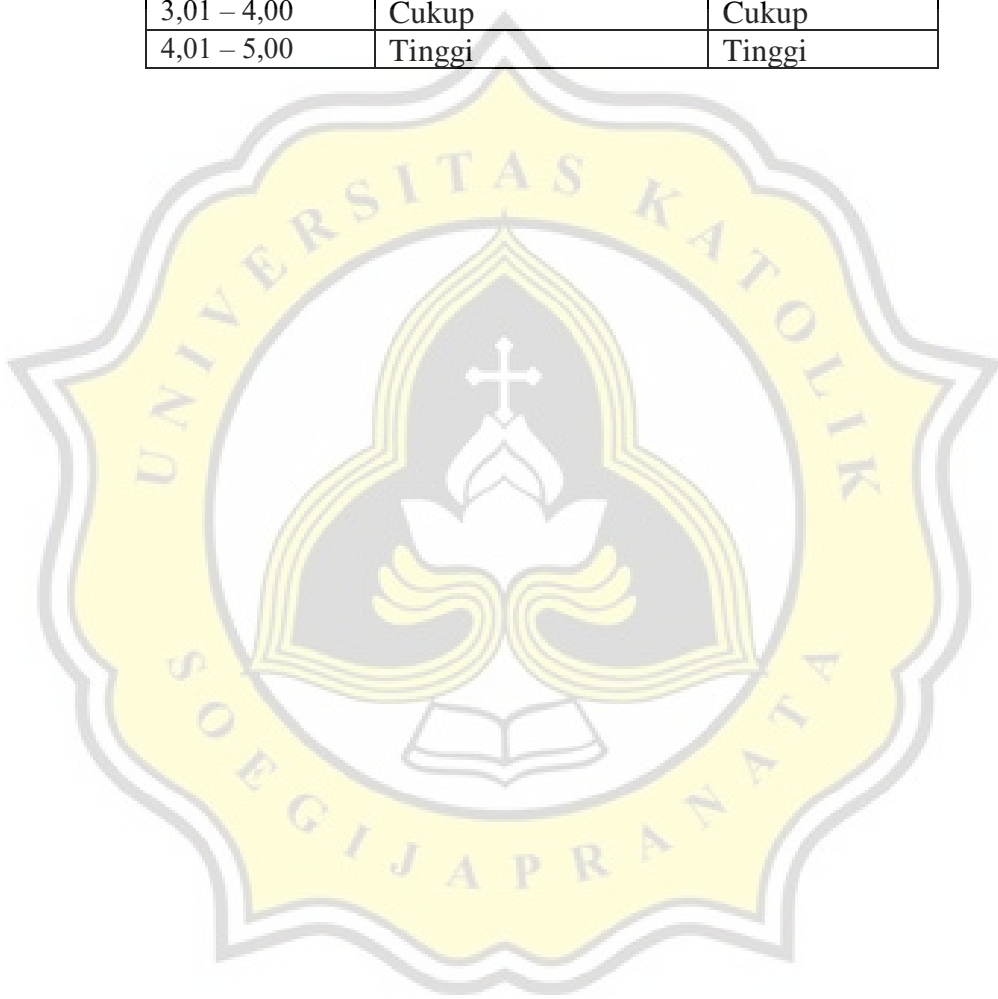 3,01 – 4,00 Cukup Cukup
4,01 – 5,00 Tinggi Tinggi
UNIVERSITAS KATOLIK
SOEGIJAPRANATA